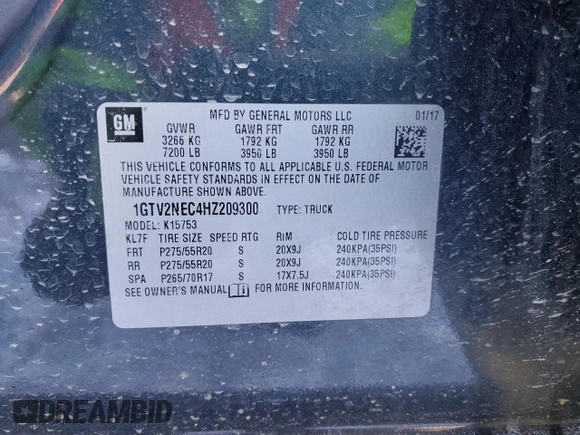 GM
MFD BY GENERAL MOTORS LLC 01/17
GVWR GAWR FRT GAWR RR
3266 KG 1792 KG 1792 KG
7200 LB 3950 LB 3950 LB
THIS VEHICLE CONFORMS TO ALL APPLICABLE U.S. FEDERAL MOTOR
VEHICLE SAFETY STANDARDS IN EFFECT ON THE DATE OF
MANUFACTURE SHOWN ABOVE.
1GTV2NEC4HZ209300 TYPE: TRUCK
MODEL: K15753
KL7F TIRE SIZE SPEED RTG RIM COLD TIRE PRESSURE
FRT P275/55R20 S 20X9J 240KPA(35PSI)
RR P275/55R20 S 20X9J 240KPA(35PSI)
SPA P265/70R17 S 17X7.5J 240KPA(35PSI)
SEE OWNER'S MANUAL FOR MORE INFORMATION.
DREAMBID